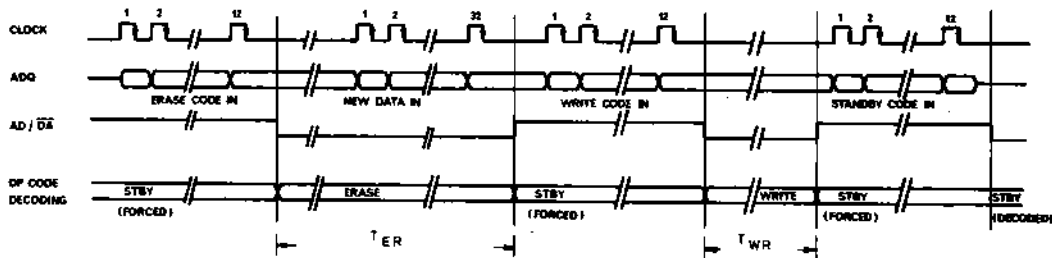 1 2 12 1 2 32 1 2 12 1 2 12
CLOCK
ADQ
ERASE CODE IN NEW DATA IN WRITE CODE IN STANDBY CODE IN
AD / DA
OP CODE
DECODING
STBY ERASE STBY WRITE STBY STBY
(FORCED) (FORCED) (FORCED) (DECODED)
T ER T WR